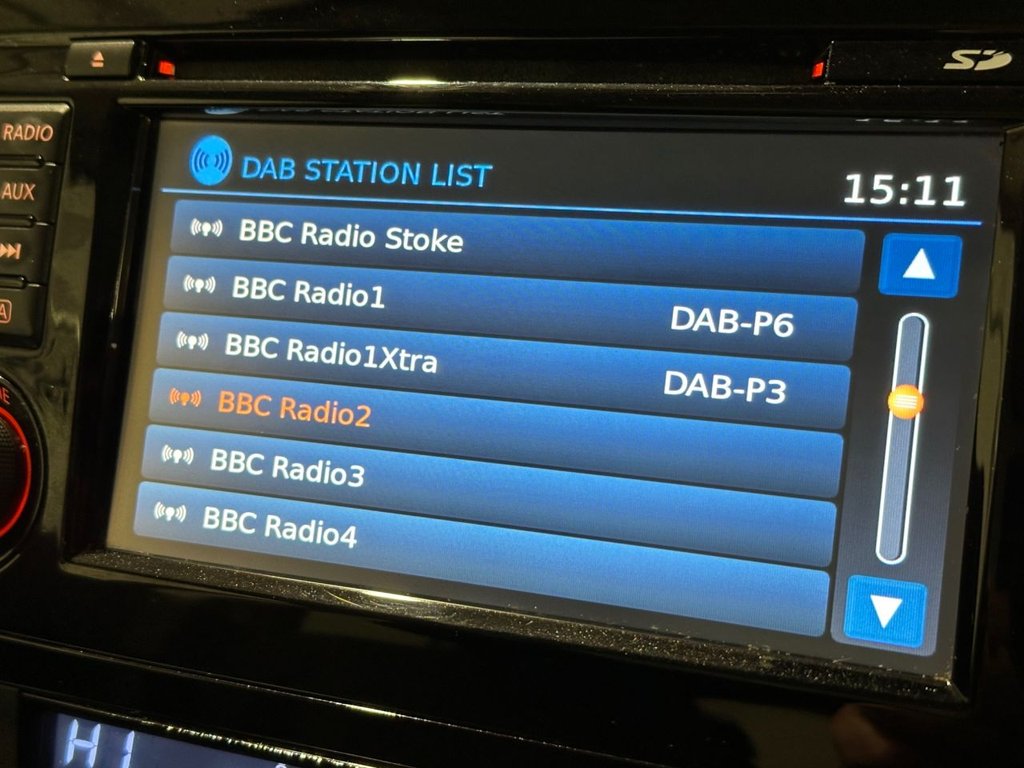 SD
RADIO
AUX
A
DAB STATION LIST
15:11
BBC Radio Stoke
BBC Radio1 DAB-P6
BBC Radio1Xtra DAB-P3
BBC Radio2
BBC Radio3
BBC Radio4
HI